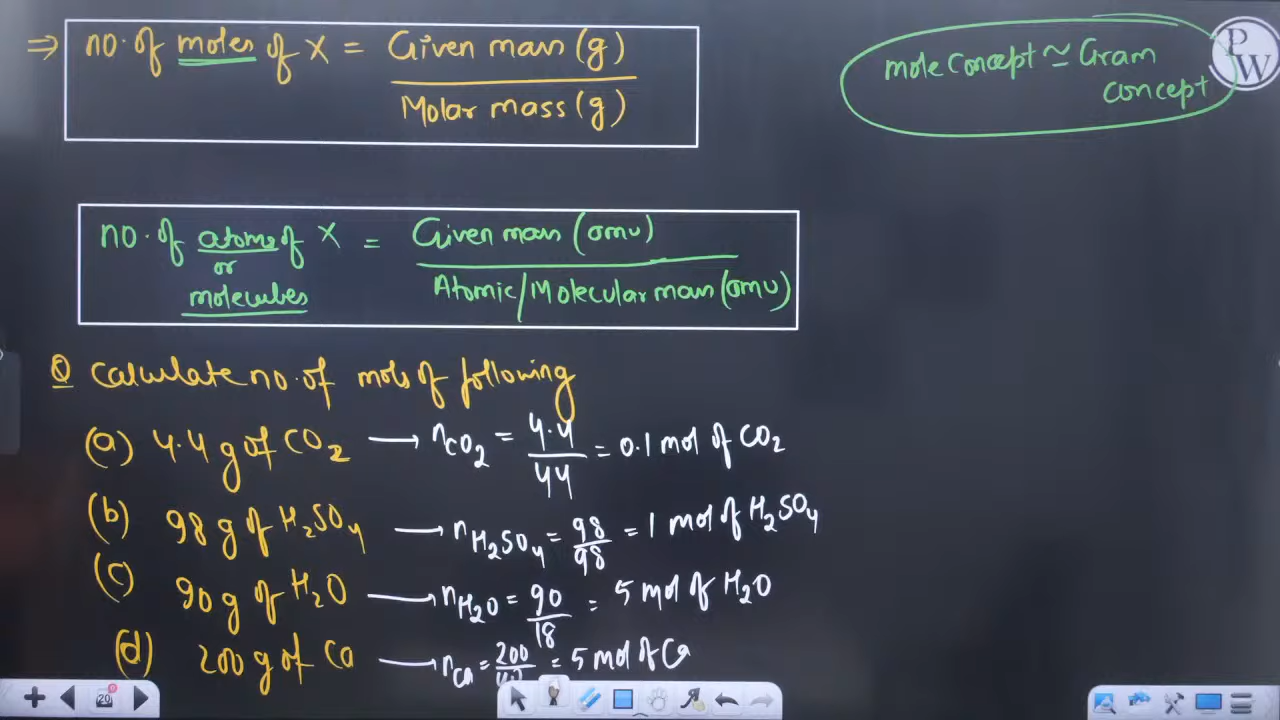 ⇒ no. of moles of X = Given mass (g) / Molar mass (g)
mole concept ≃ Gram concept
PW
no. of atoms or molecules of X = Given mass (amu) / Atomic/Molecular mass (amu)
Q Calculate no. of mols of following
(a) 4.4 g of CO₂ → nCO₂ = 4.4/44 = 0.1 mol of CO₂
(b) 98 g of H₂SO₄ → nH₂SO₄ = 98/98 = 1 mol of H₂SO₄
(c) 90 g of H₂O → nH₂O = 90/18 = 5 mol of H₂O
(d) 200 g of Ca → nCa = 200/ = 5 mol of Ca
20